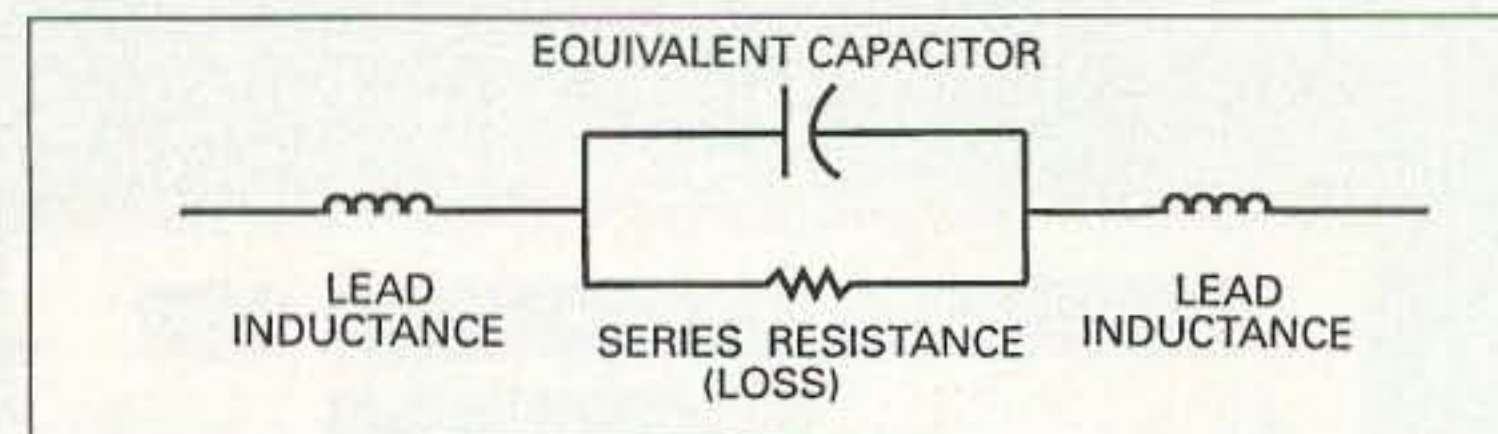 EQUIVALENT CAPACITOR
LEAD
INDUCTANCE
SERIES RESISTANCE
(LOSS)
LEAD
INDUCTANCE